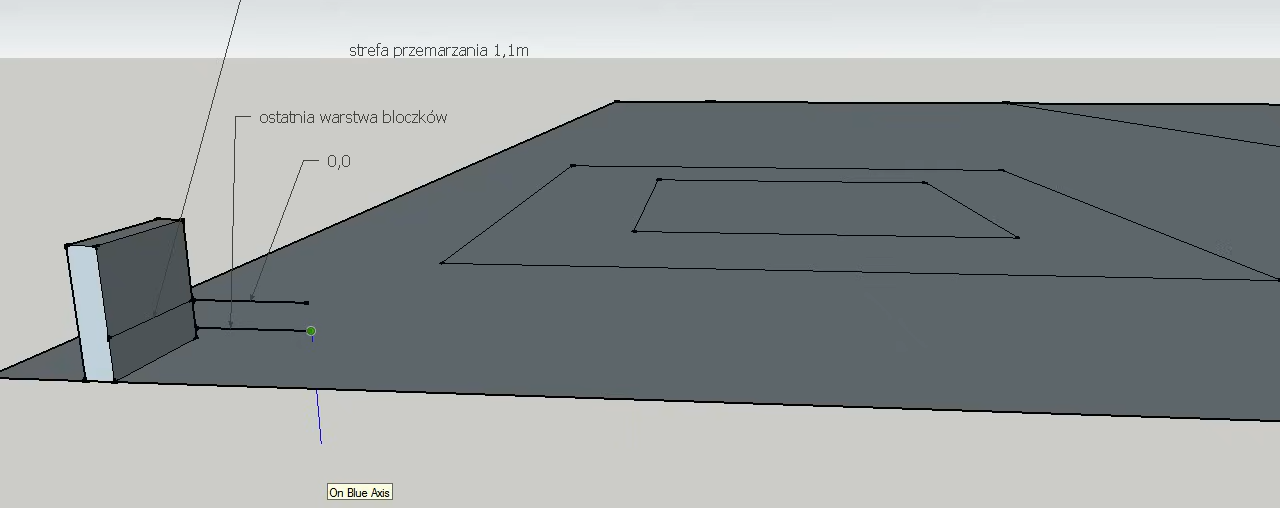 strefa przemarzania 1,1m
ostatnia warstwa bloczków
0,0
On Blue Axis